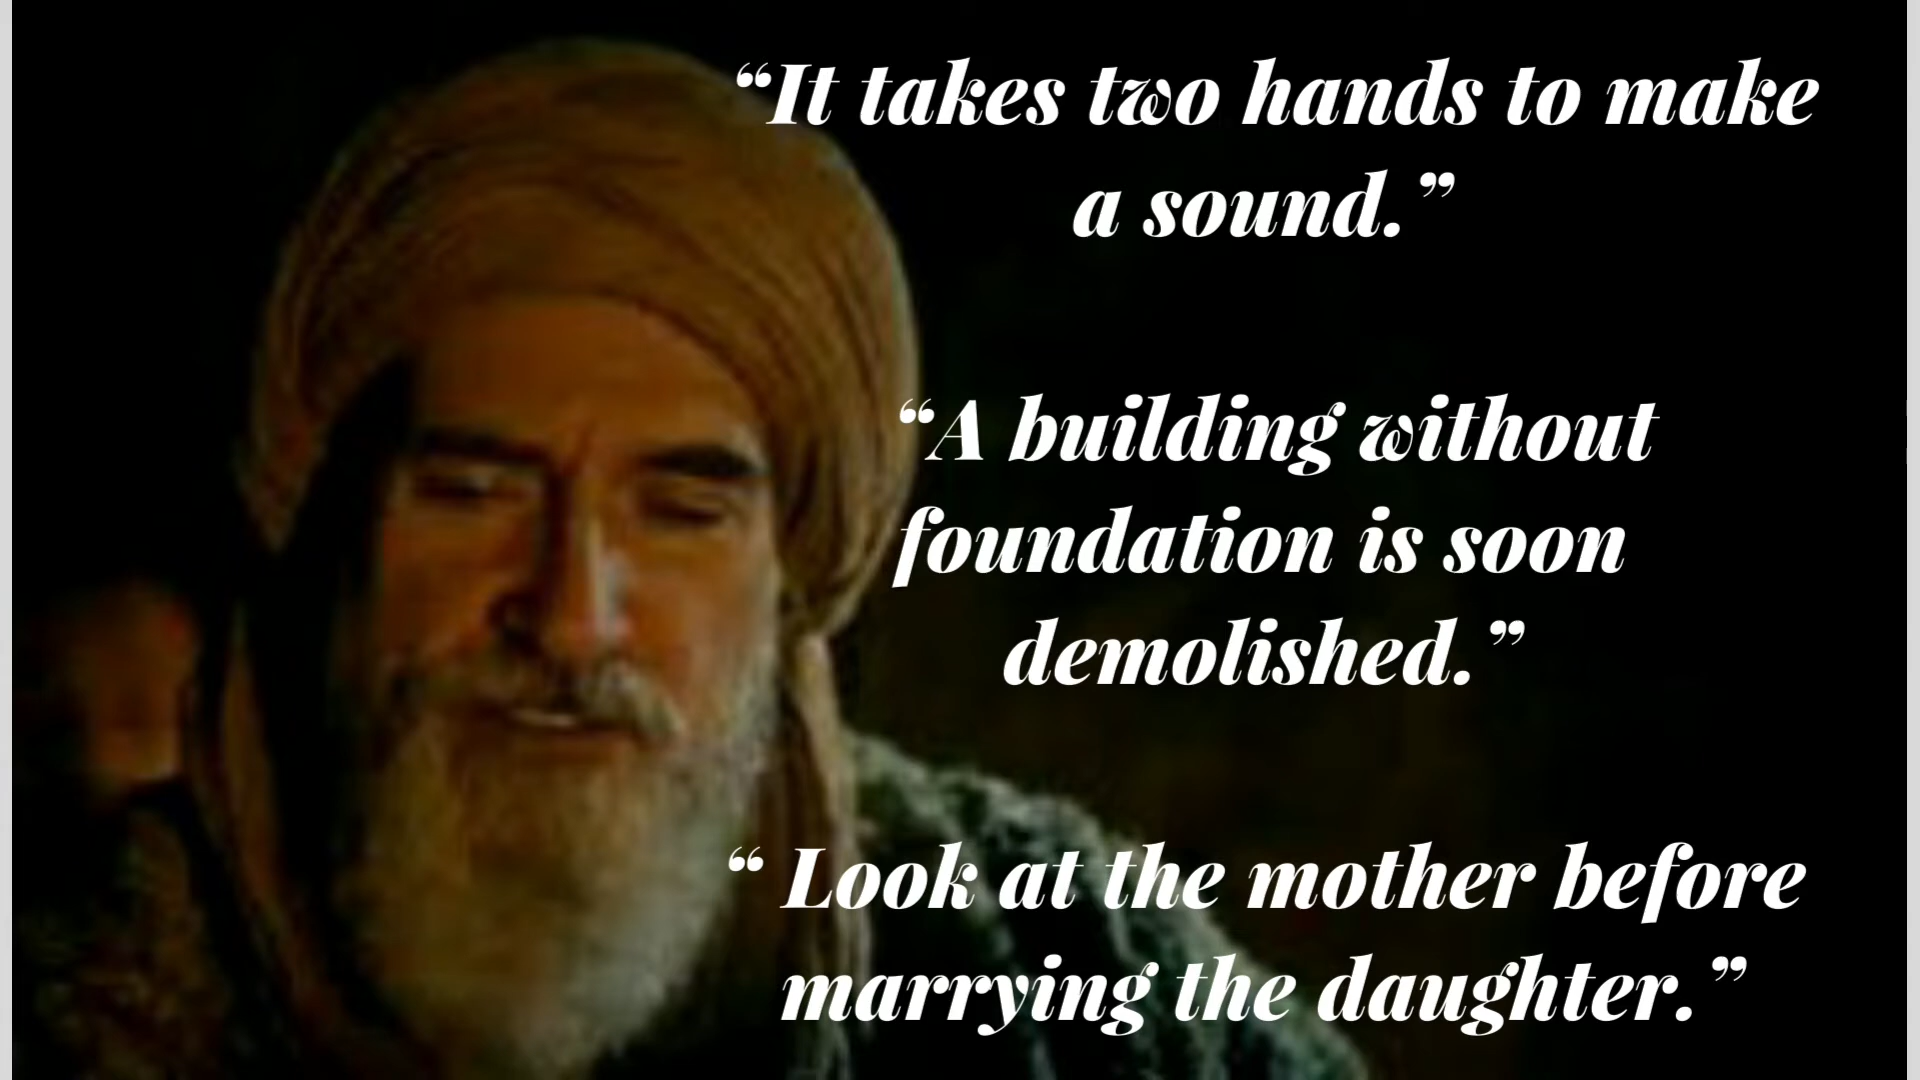 “It takes two hands to make
a sound.”
“A building without
foundation is soon
demolished.”
“ Look at the mother before
marrying the daughter.”